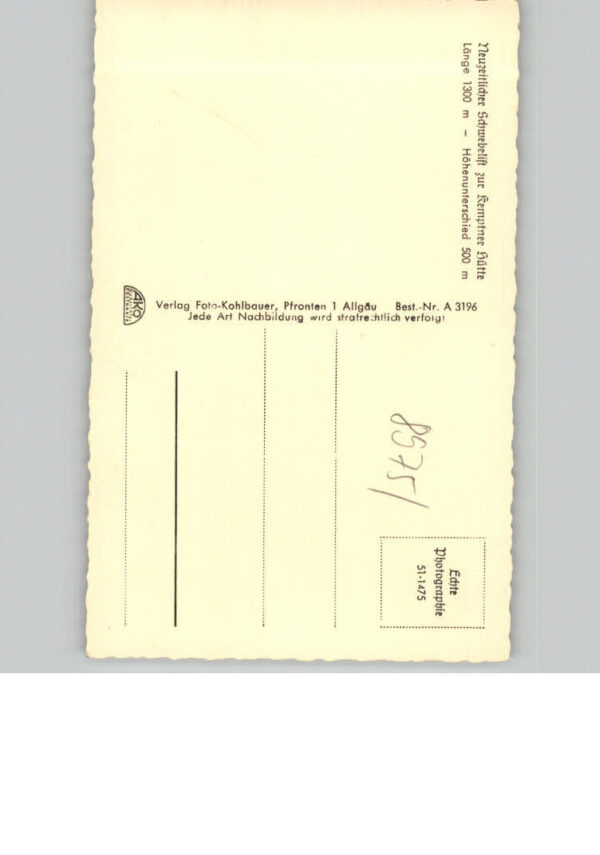 Neuzeitlicher Schwebelift zur Kemptner Hütte
Länge 1300 m – Höhenunterschied 500 m
AKO
Verlag Foto-Kohlbauer, Pfronten 1 Allgäu Best.-Nr. A 3196
Jede Art Nachbildung wird strafrechtlich verfolgt
8575/
Echte
Photographie
51-1475